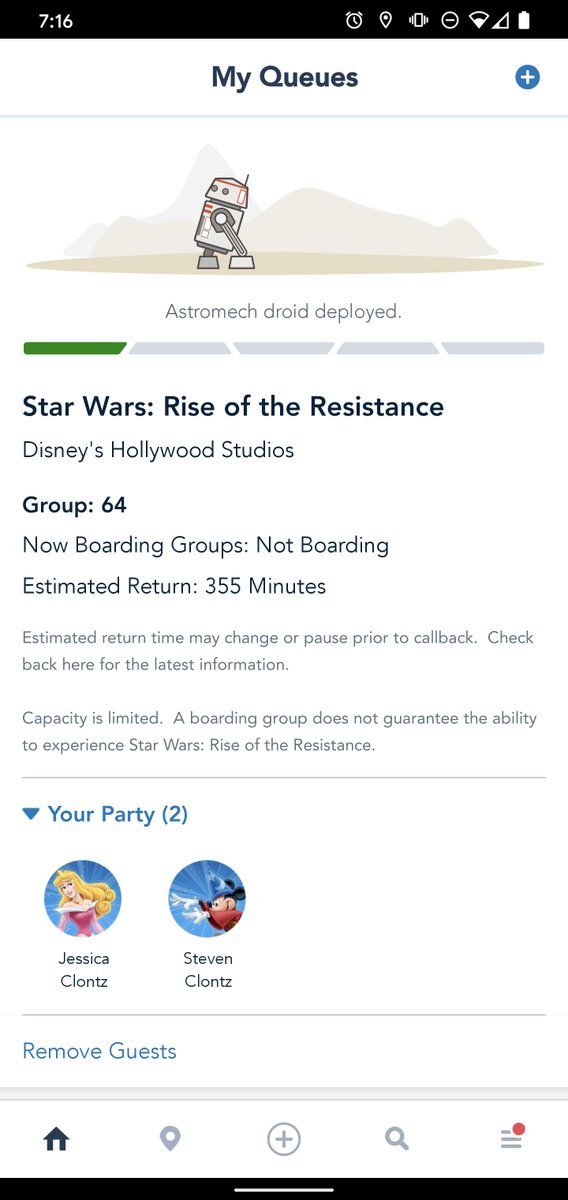 7:16
My Queues
Astromech droid deployed.
Star Wars: Rise of the Resistance
Disney's Hollywood Studios
Group: 64
Now Boarding Groups: Not Boarding
Estimated Return: 355 Minutes
Estimated return time may change or pause prior to callback.  Check
back here for the latest information.
Capacity is limited.  A boarding group does not guarantee the ability
to experience Star Wars: Rise of the Resistance.
Your Party (2)
Jessica
Clontz
Steven
Clontz
Remove Guests